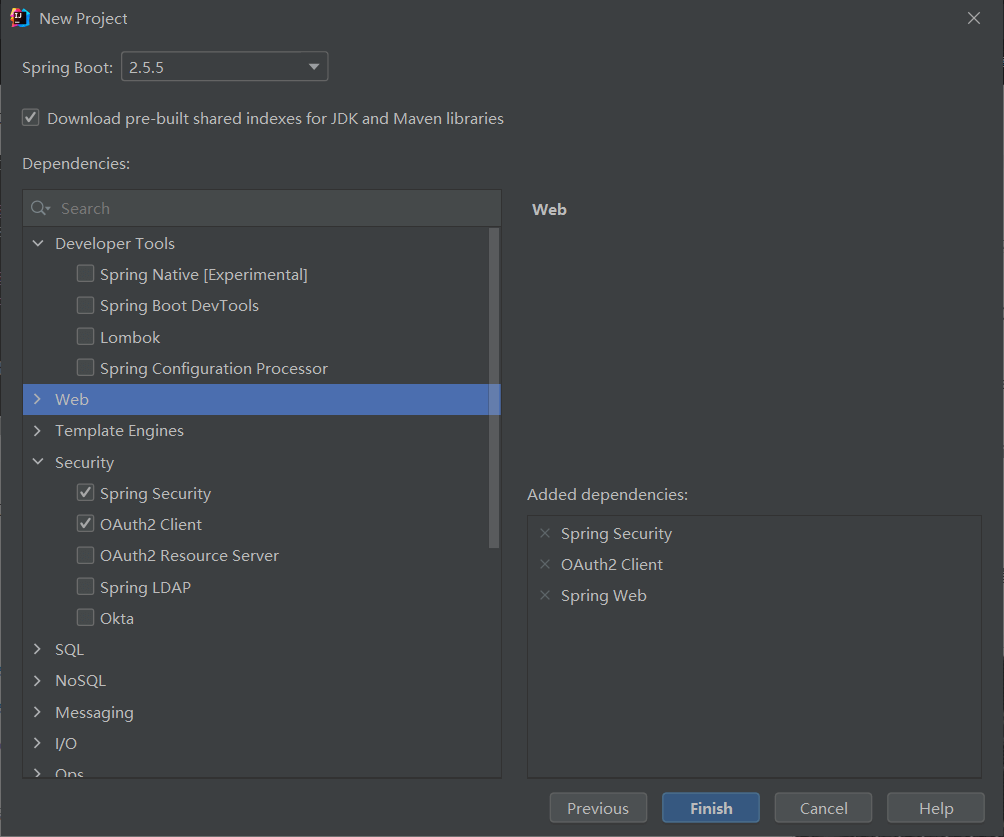 New Project
Spring Boot: 2.5.5
Download pre-built shared indexes for JDK and Maven libraries
Dependencies:
Search
Developer Tools
Spring Native [Experimental]
Spring Boot DevTools
Lombok
Spring Configuration Processor
Web
Template Engines
Security
Spring Security
OAuth2 Client
OAuth2 Resource Server
Spring LDAP
Okta
SQL
NoSQL
Messaging
I/O
Ops
Web
Added dependencies:
Spring Security
OAuth2 Client
Spring Web
Previous Finish Cancel Help